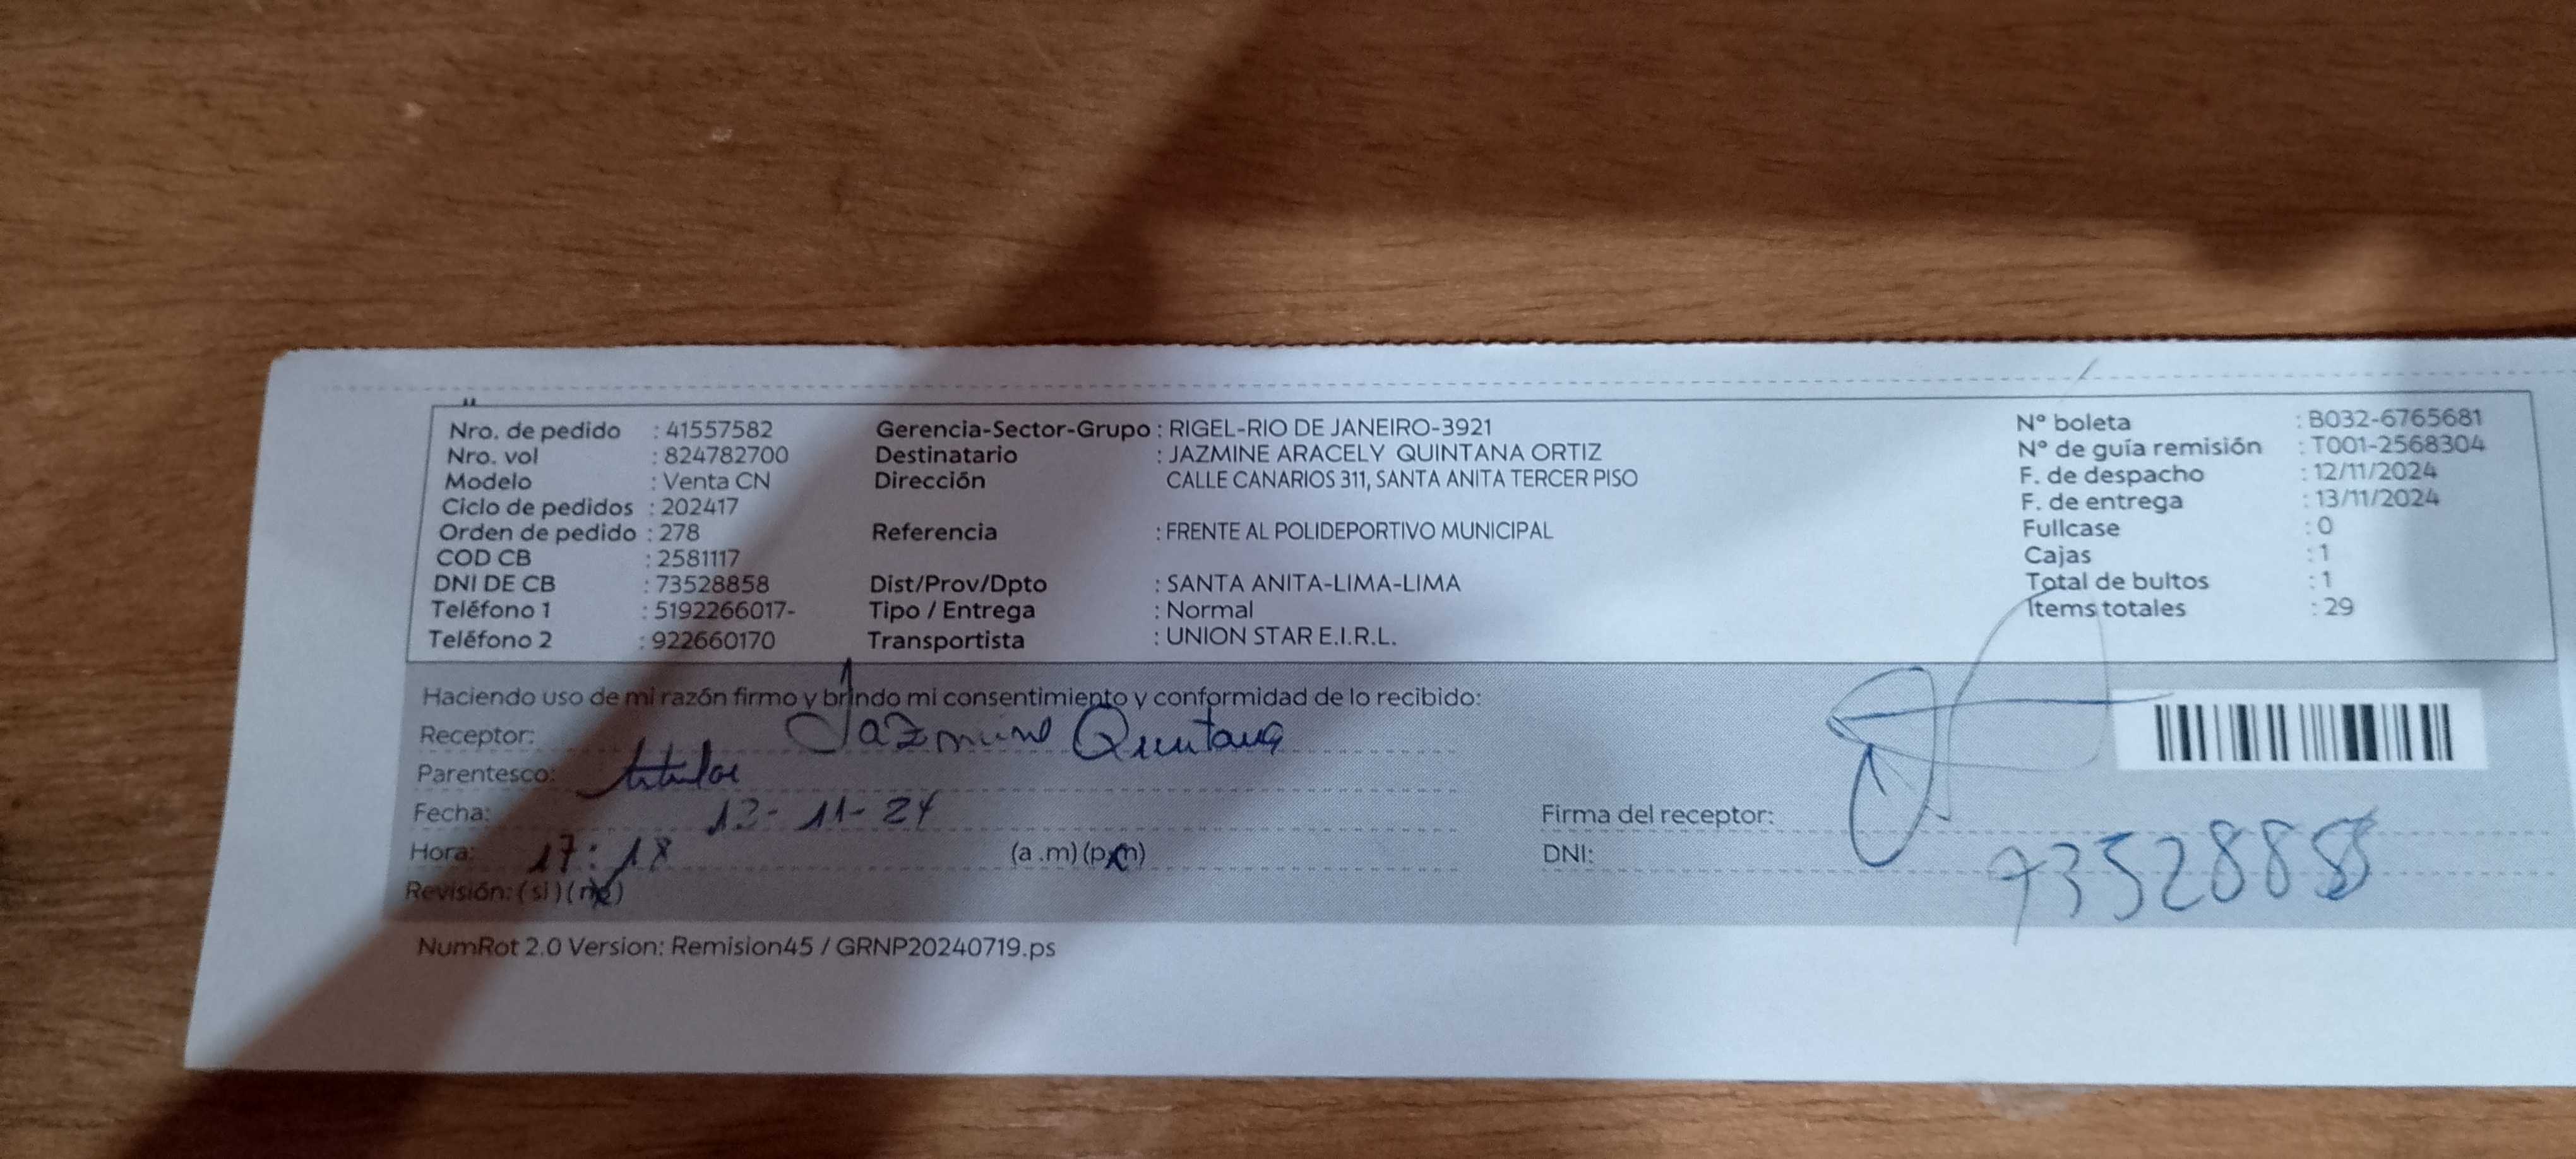 Nro. de pedido : 41557582
Nro. vol : 824782700
Modelo : Venta CN
Ciclo de pedidos : 202417
Orden de pedido : 278
COD CB : 2581117
DNI DE CB : 73528858
Teléfono 1 : 5192266017-
Teléfono 2 : 922660170
Gerencia-Sector-Grupo : RIGEL-RIO DE JANEIRO-3921
Destinatario : JAZMINE ARACELY QUINTANA ORTIZ
Dirección CALLE CANARIOS 311, SANTA ANITA TERCER PISO
Referencia : FRENTE AL POLIDEPORTIVO MUNICIPAL
Dist/Prov/Dpto : SANTA ANITA-LIMA-LIMA
Tipo / Entrega : Normal
Transportista : UNION STAR E.I.R.L.
Nº boleta : B032-6765681
Nº de guía remisión : T001-2568304
F. de despacho : 12/11/2024
F. de entrega : 13/11/2024
Fullcase : 0
Cajas : 1
Total de bultos : 1
Ítems totales : 29
Haciendo uso de mi razón firmo y brindo mi consentimiento y conformidad de lo recibido:
Receptor: Jazmine Quintana
Parentesco: titular
Fecha: 13-11-24
Hora: 17:18 (a.m) (p.m)
Revisión: (si) (no)
Firma del receptor:
DNI: 73528858
NumRot 2.0 Version: Remision45 / GRNP20240719.ps